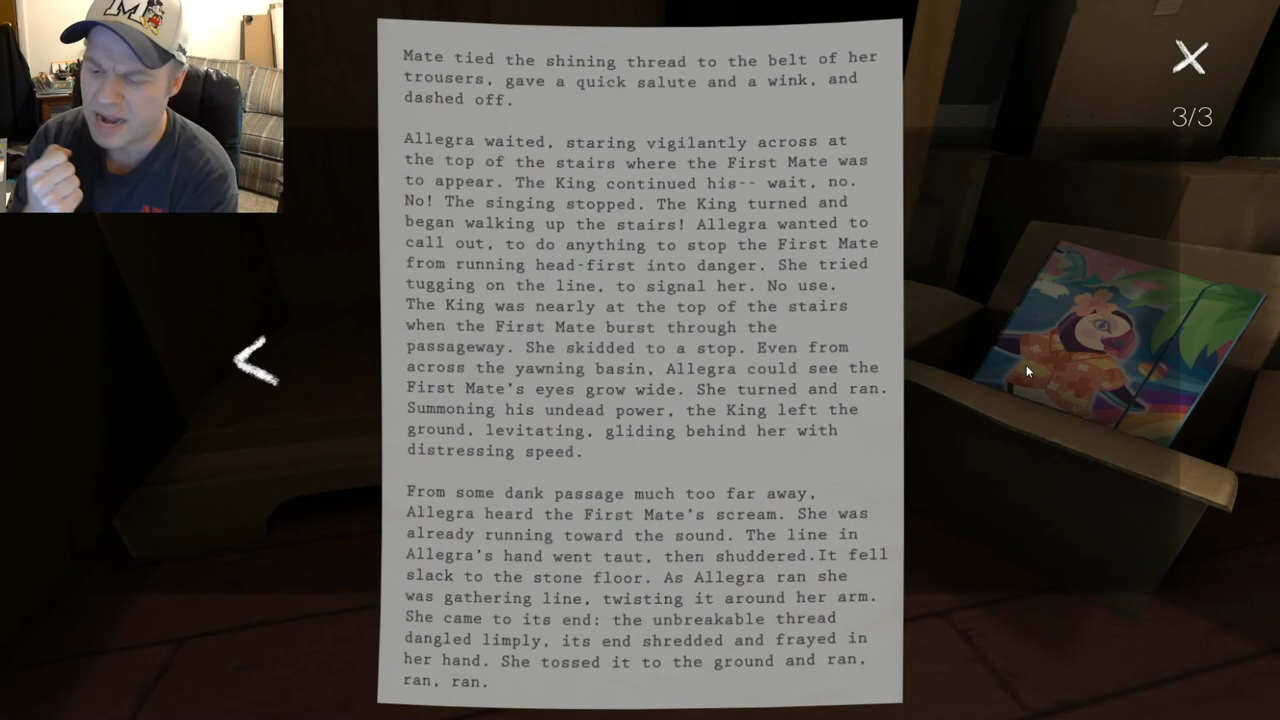 M
3/3
Mate tied the shining thread to the belt of her
trousers, gave a quick salute and a wink, and
dashed off.
Allegra waited, staring vigilantly across at
the top of the stairs where the First Mate was
to appear. The King continued his-- wait, no.
No! The singing stopped. The King turned and
began walking up the stairs! Allegra wanted to
call out, to do anything to stop the First Mate
from running head-first into danger. She tried
tugging on the line, to signal her. No use.
The King was nearly at the top of the stairs
when the First Mate burst through the
passageway. She skidded to a stop. Even from
across the yawning basin, Allegra could see the
First Mate's eyes grow wide. She turned and ran.
Summoning his undead power, the King left the
ground, levitating, gliding behind her with
distressing speed.
From some dank passage much too far away,
Allegra heard the First Mate's scream. She was
already running toward the sound. The line in
Allegra's hand went taut, then shuddered.It fell
slack to the stone floor. As Allegra ran she
was gathering line, twisting it around her arm.
She came to its end: the unbreakable thread
dangled limply, its end shredded and frayed in
her hand. She tossed it to the ground and ran,
ran, ran.